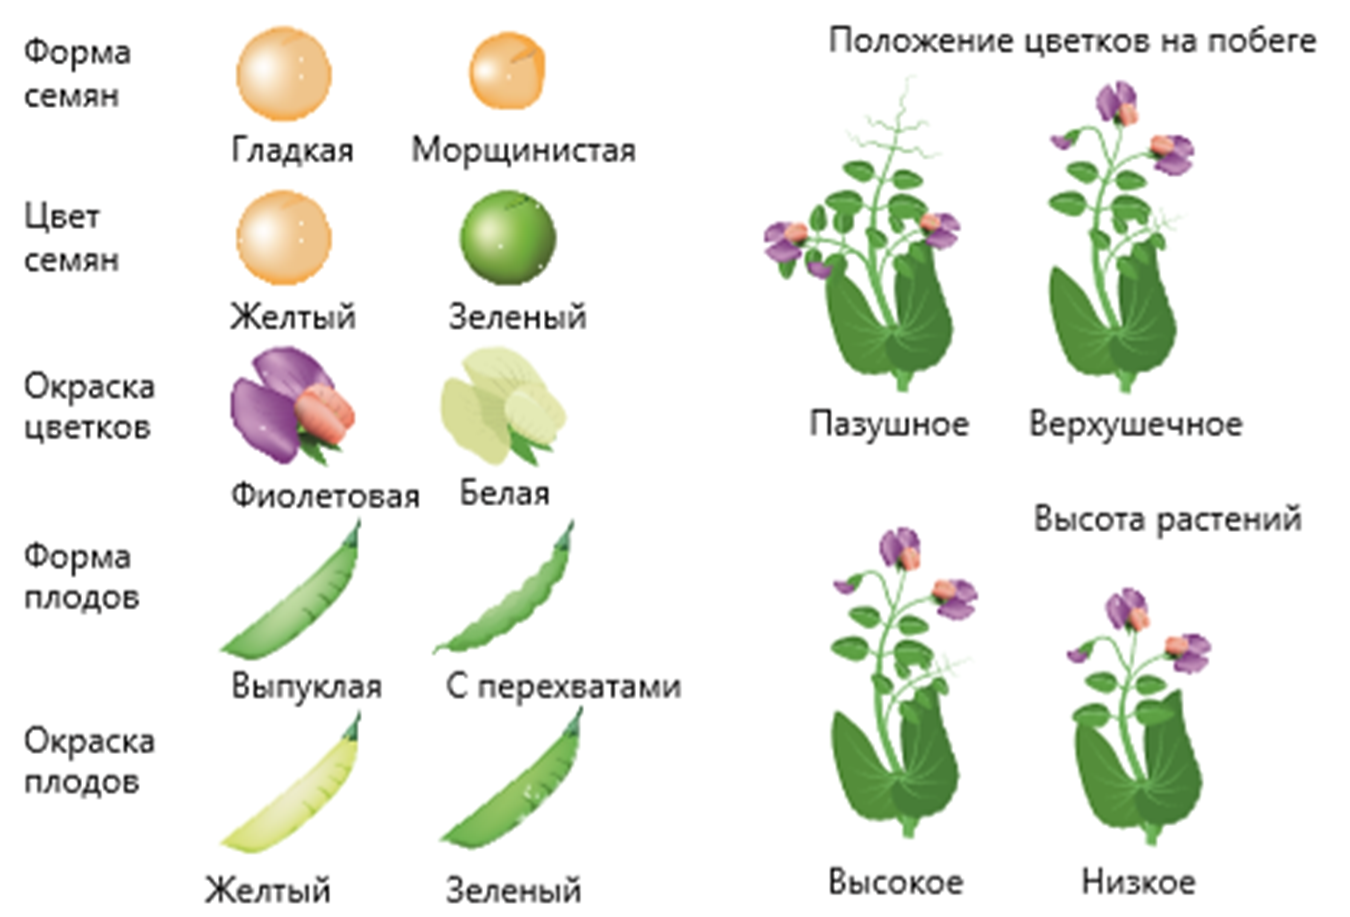 Форма
семян
Гладкая
Морщинистая
Цвет
семян
Желтый
Зеленый
Окраска
цветков
Фиолетовая
Белая
Форма
плодов
Выпуклая
С перехватами
Окраска
плодов
Желтый
Зеленый
Положение цветков на побеге
Пазушное
Верхушечное
Высота растений
Высокое
Низкое